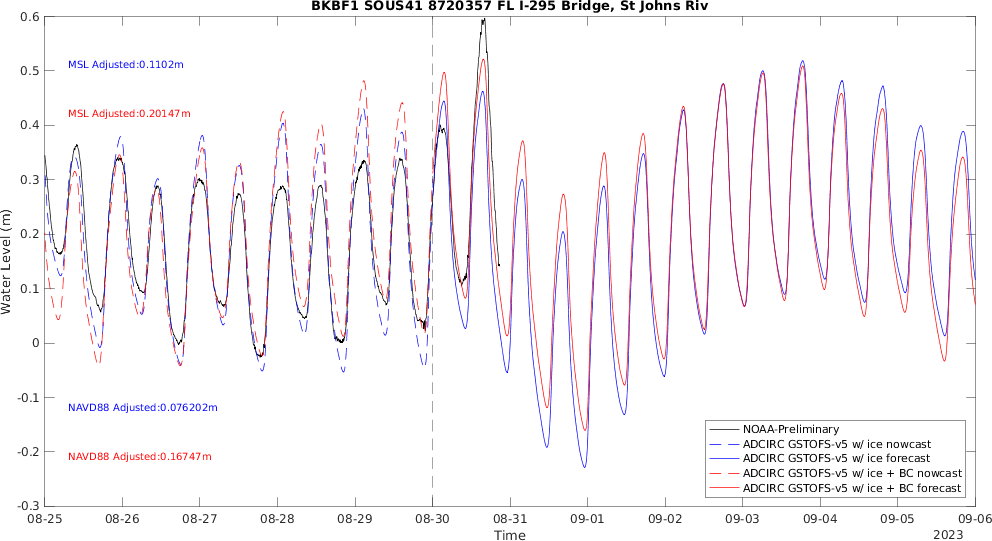 BKBF1 SOUS41 8720357 FL I-295 Bridge, St Johns Riv
0.6
0.5
0.4
0.3
0.2
0.1
0
-0.1
-0.2
-0.3
Water Level (m)
MSL Adjusted:0.1102m
MSL Adjusted:0.20147m
NAVD88 Adjusted:0.076202m
NAVD88 Adjusted:0.16747m
NOAA-Preliminary
ADCIRC GSTOFS-v5 w/ ice nowcast
ADCIRC GSTOFS-v5 w/ ice forecast
ADCIRC GSTOFS-v5 w/ ice + BC nowcast
ADCIRC GSTOFS-v5 w/ ice + BC forecast
08-25 08-26 08-27 08-28 08-29 08-30 08-31 09-01 09-02 09-03 09-04 09-05 09-06
Time
2023